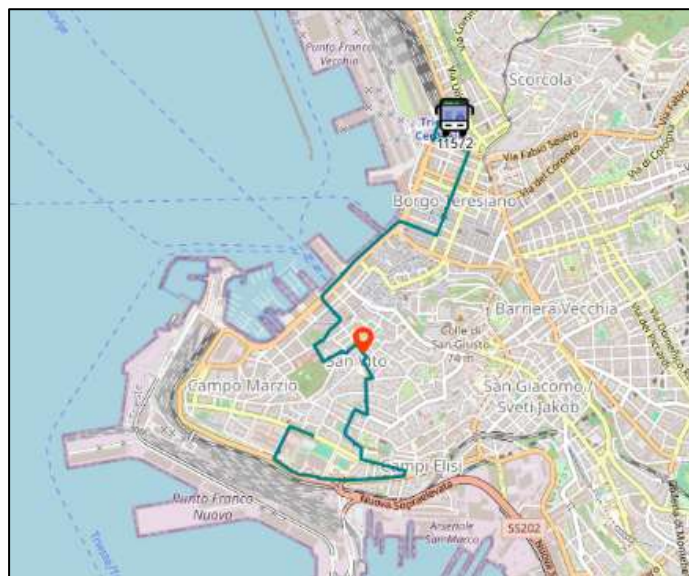 Punto Franco
Vecchio
Scorcola
11572
Via Fabio Severo
Via del Coroneo
Borgo Teresiano
Barriera Vecchia
Colle di
San Giusto
74 m
San Vito
Campo Marzio
San Giacomo /
Sveti Jakob
Campi Elisi
Punto Franco
Nuovo
Nuova Sopraelevata
Arsenale
San Marco
SS202